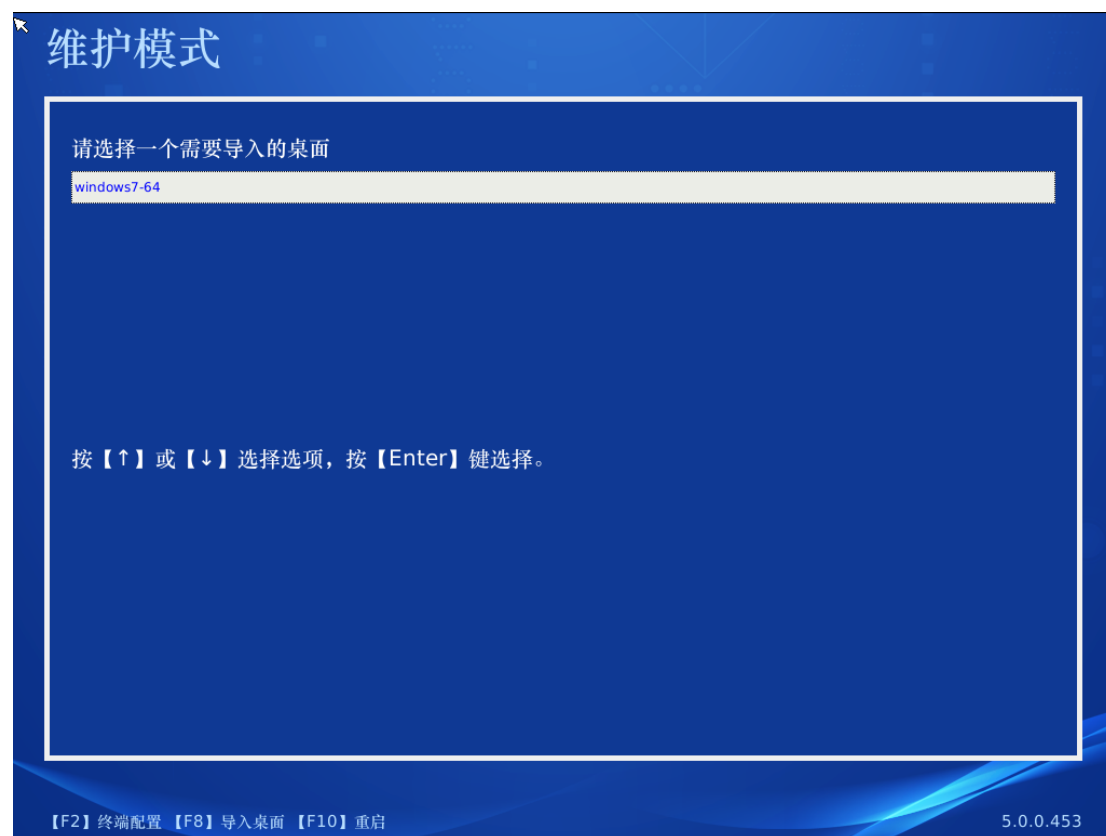 维护模式
请选择一个需要导入的桌面
windows7-64
按【↑】或【↓】选择选项，按【Enter】键选择。
【F2】终端配置 【F8】导入桌面 【F10】重启
5.0.0.453